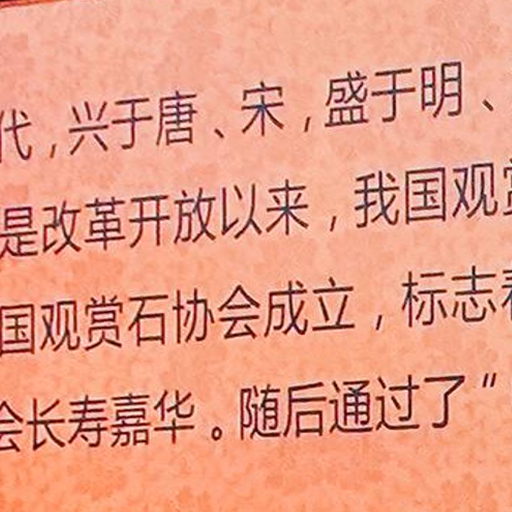 代，兴于唐、宋，盛于明、
是改革开放以来，我国观赏
国观赏石协会成立，标志着
会长寿嘉华。随后通过了“